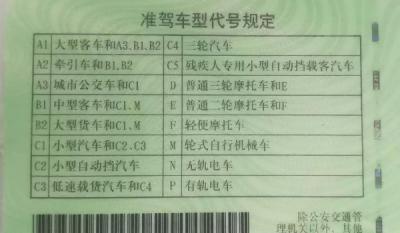 准驾车型代号规定
A1 大型客车和A3、B1、B2 C4 三轮汽车
A2 牵引车和B1、B2 C5 残疾人专用小型自动挡载客汽车
A3 城市公交车和C1 D 普通三轮摩托车和E
B1 中型客车和C1、M E 普通二轮摩托车和F
B2 大型货车和C1、M F 轻便摩托车
C1 小型汽车和C2、C3 M 轮式自行机械车
C2 小型自动挡汽车 N 无轨电车
C3 低速载货汽车和C4 P 有轨电车
除公安交通管
理机关以外，其